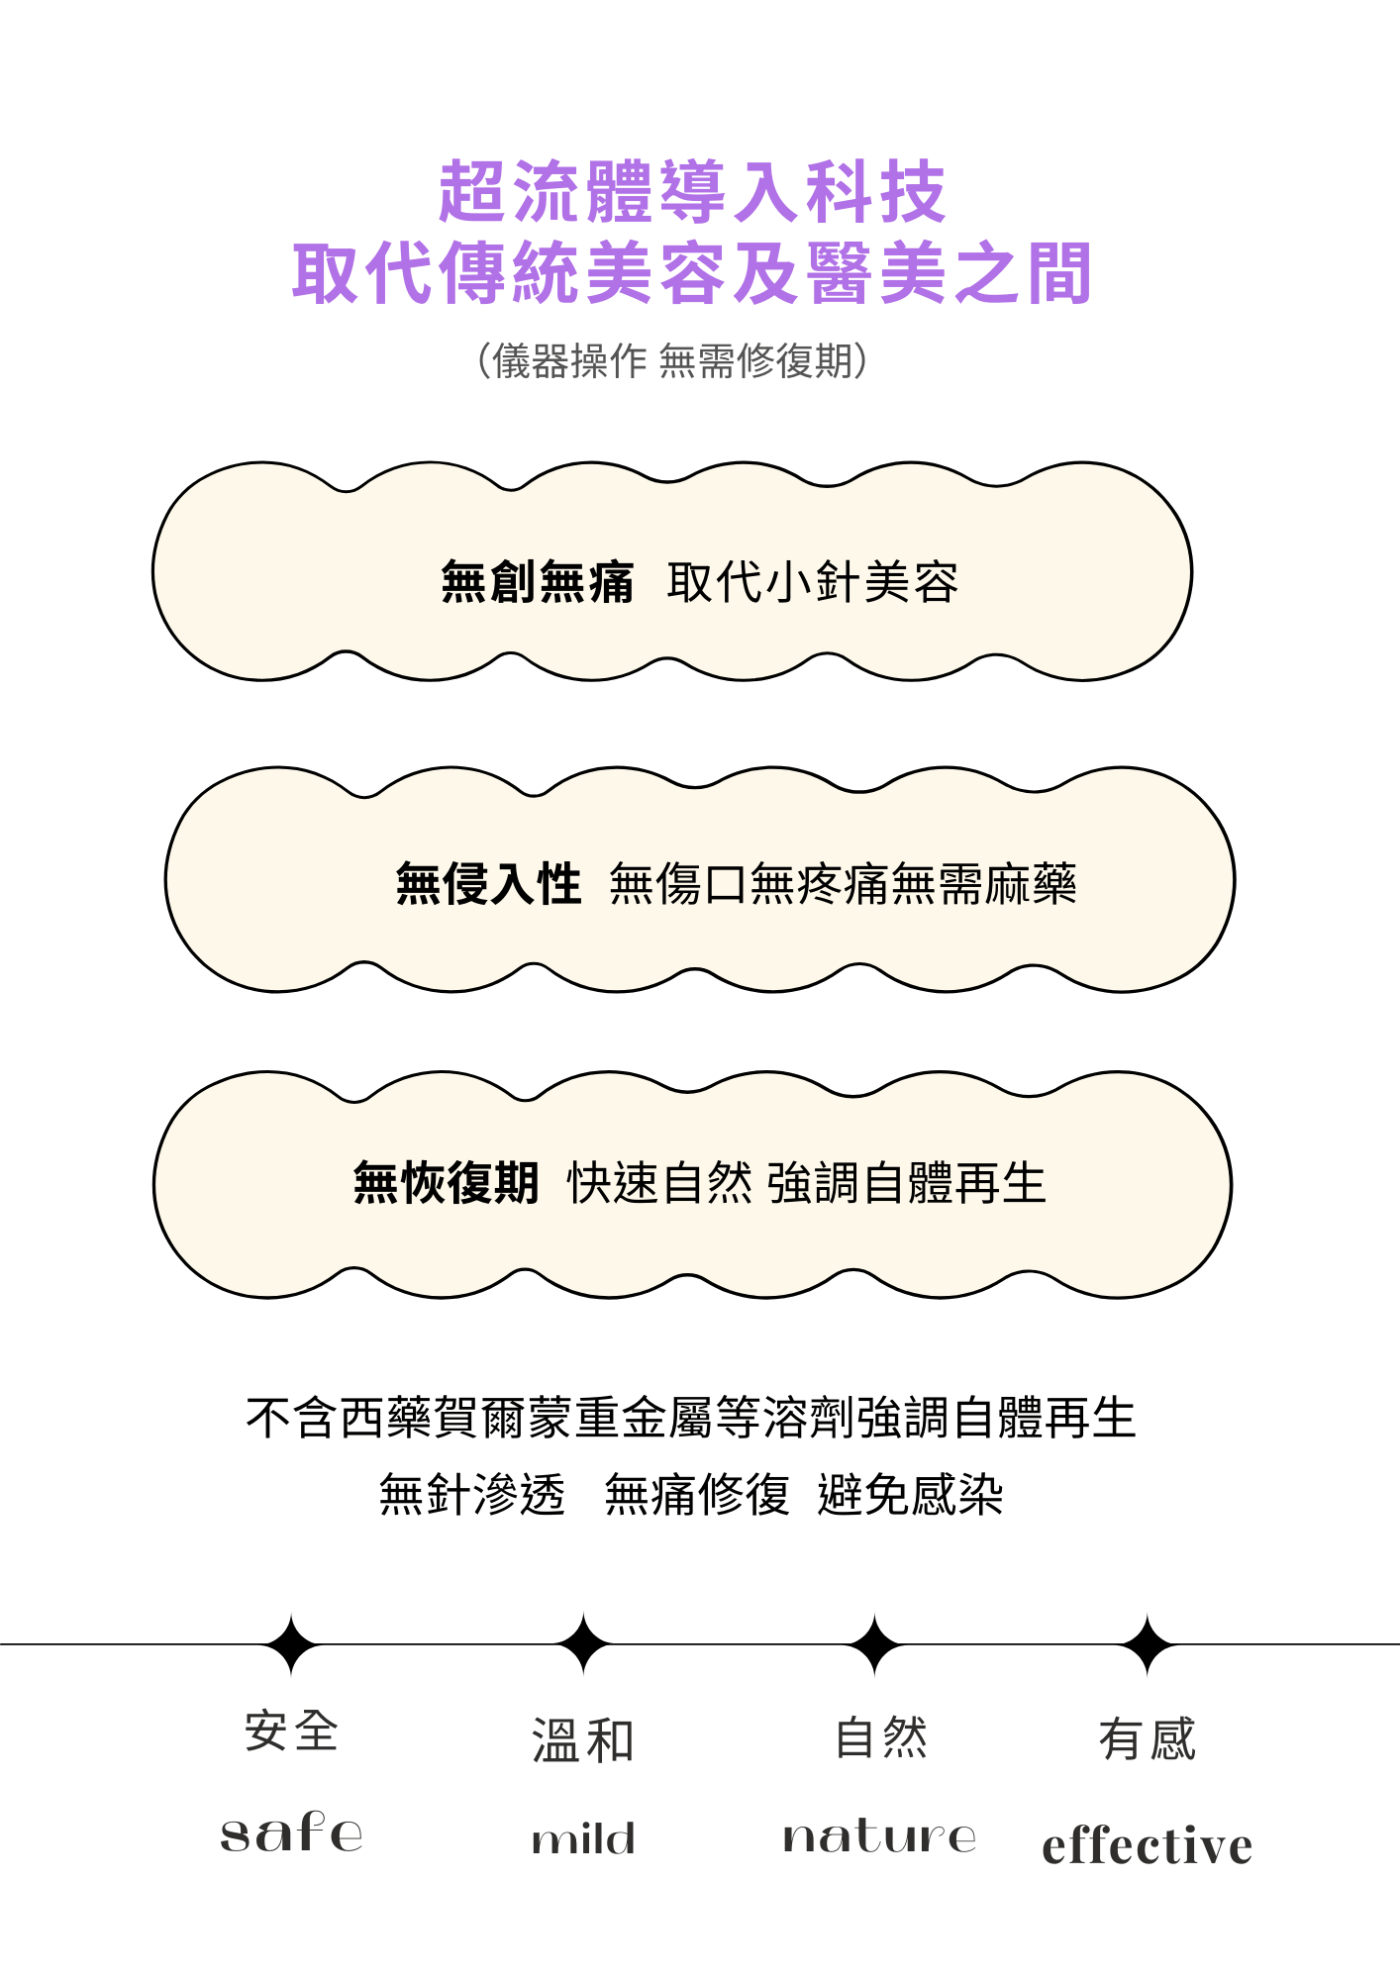 超流體導入科技
取代傳統美容及醫美之間
（儀器操作 無需修復期）
無創無痛 取代小針美容
無侵入性 無傷口無疼痛無需麻藥
無恢復期 快速自然 強調自體再生
不含西藥賀爾蒙重金屬等溶劑強調自體再生
無針滲透 無痛修復 避免感染
安全 溫和 自然 有感
safe mild nature effective